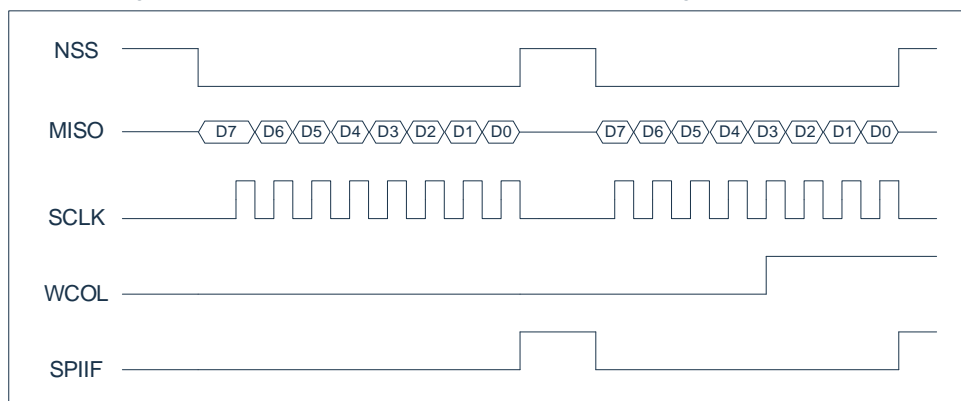 NSS
MISO D7 D6 D5 D4 D3 D2 D1 D0 D7 D6 D5 D4 D3 D2 D1 D0
SCLK
WCOL
SPIIF